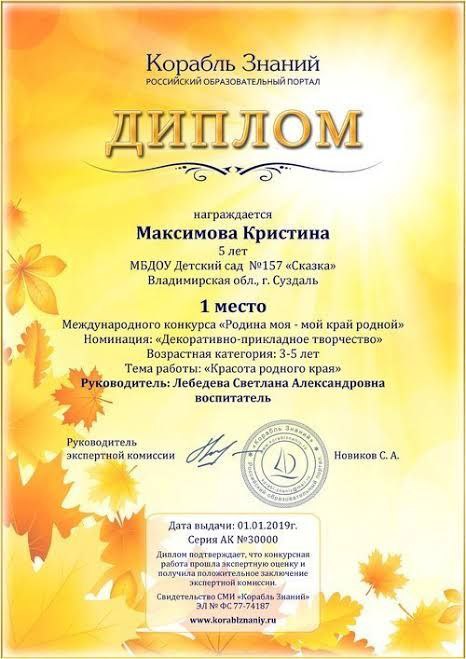 Корабль Знаний
РОССИЙСКИЙ ОБРАЗОВАТЕЛЬНЫЙ ПОРТАЛ
ДИПЛОМ
награждается
Максимова Кристина
5 лет
МБДОУ Детский сад №157 «Сказка»
Владимирская обл., г. Суздаль
1 место
Международного конкурса «Родина моя - мой край родной»
Номинация: «Декоративно-прикладное творчество»
Возрастная категория: 3-5 лет
Тема работы: «Красота родного края»
Руководитель: Лебедева Светлана Александровна
воспитатель
Руководитель
экспертной комиссии
«Корабль Знаний»
Российский образовательный портал
Новиков С. А.
Дата выдачи: 01.01.2019г.
Серия АК №30000
Диплом подтверждает, что конкурсная
работа прошла экспертную оценку и
получила положительное заключение
экспертной комиссии.
Свидетельство СМИ «Корабль Знаний»
ЭЛ № ФС 77-74187
www.korablznaniy.ru